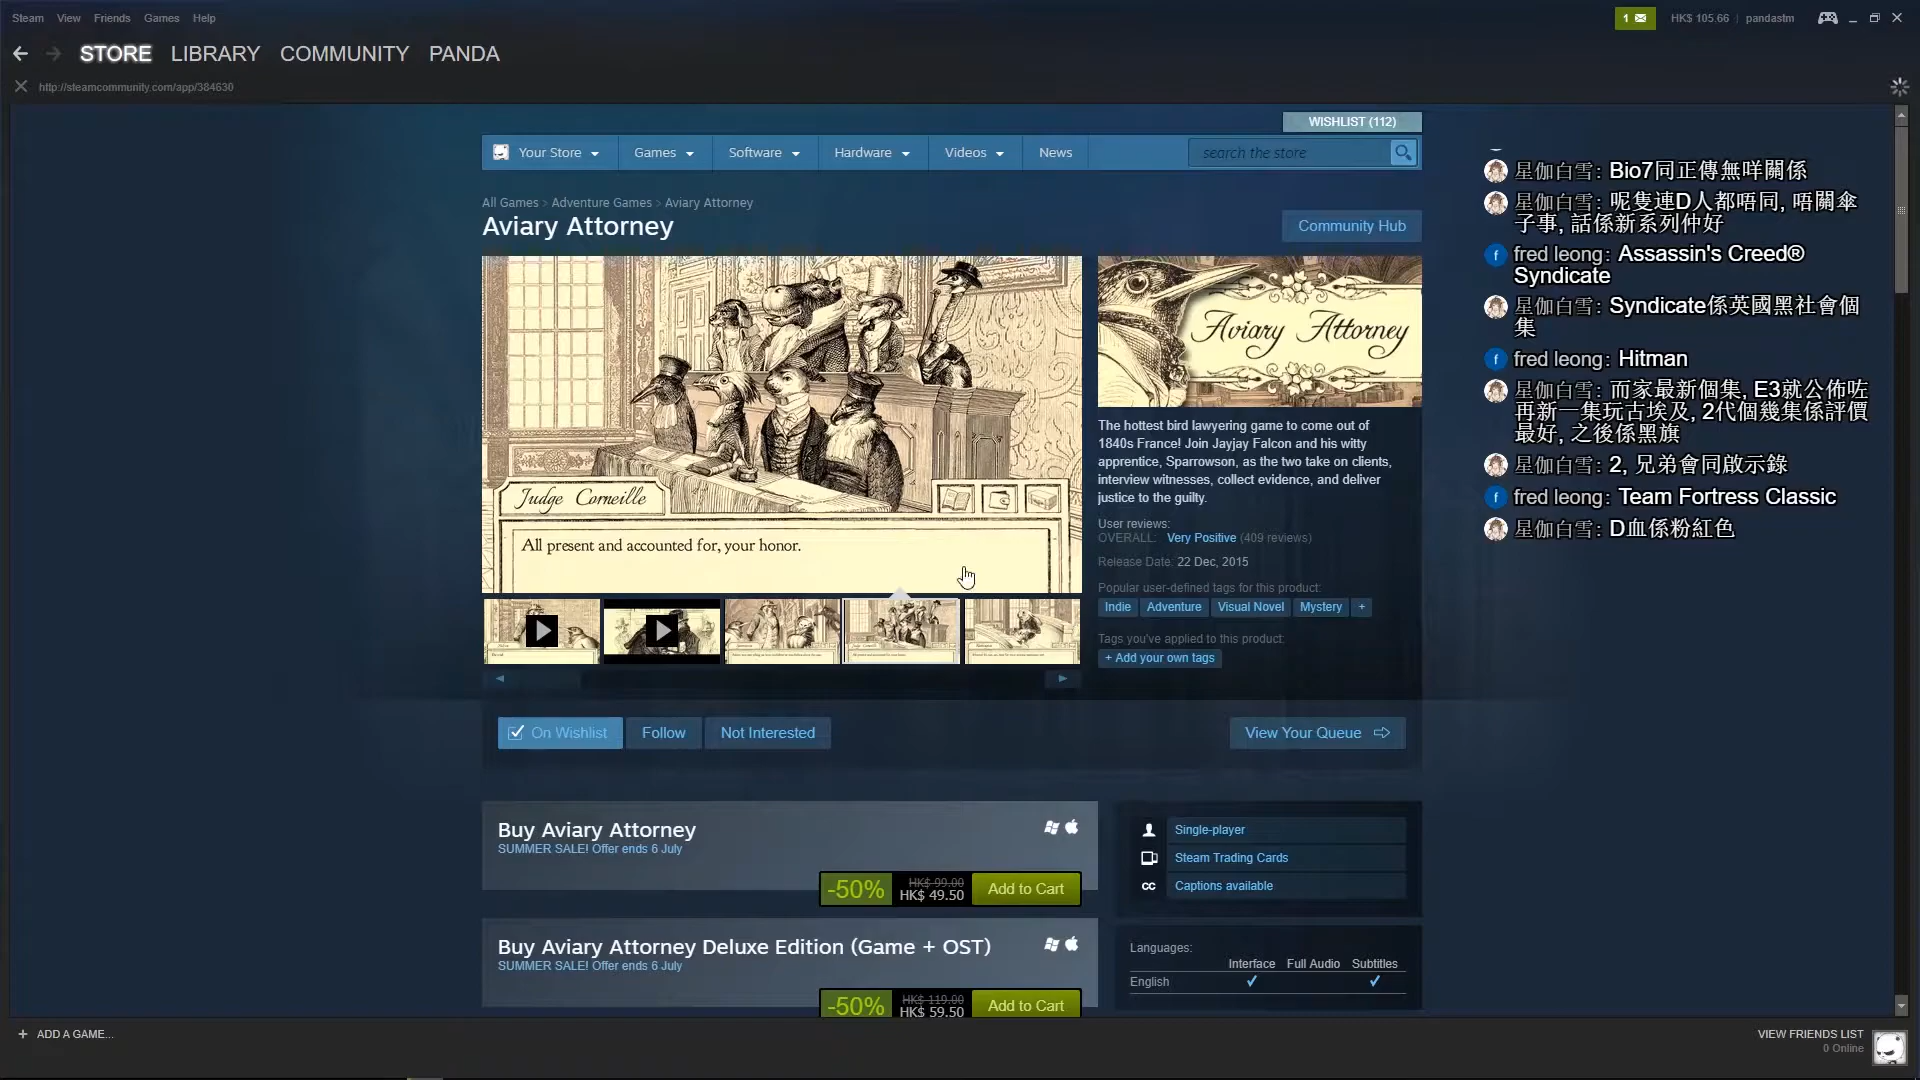 Steam View Friends Games Help
1 HK$ 105.66 | pandastm
STORE LIBRARY COMMUNITY PANDA
http://steamcommunity.com/app/384630
WISHLIST (112)
Your Store Games Software Hardware Videos News
search the store
All Games > Adventure Games > Aviary Attorney
Aviary Attorney
Community Hub
Judge Corneille
All present and accounted for, your honor.
Aviary Attorney
The hottest bird lawyering game to come out of
1840s France! Join Jayjay Falcon and his witty
apprentice, Sparrowson, as the two take on clients,
interview witnesses, collect evidence, and deliver
justice to the guilty.
User reviews:
OVERALL: Very Positive (409 reviews)
Release Date: 22 Dec, 2015
Popular user-defined tags for this product:
Indie Adventure Visual Novel Mystery +
Tags you've applied to this product:
+ Add your own tags
On Wishlist Follow Not Interested
View Your Queue
Buy Aviary Attorney
SUMMER SALE! Offer ends 6 July
-50% HK$ 99.00 HK$ 49.50 Add to Cart
Buy Aviary Attorney Deluxe Edition (Game + OST)
SUMMER SALE! Offer ends 6 July
-50% HK$ 119.00 HK$ 59.50 Add to Cart
Single-player
Steam Trading Cards
CC Captions available
Languages:
Interface Full Audio Subtitles
English ✓ ✓
星伽白雪: Bio7同正傳無咩關係
星伽白雪: 呢隻連D人都唔同, 唔關傘
子事, 話係新系列仲好
fred leong: Assassin's Creed®
Syndicate
星伽白雪: Syndicate係英國黑社會個
集
fred leong: Hitman
星伽白雪: 而家最新個集, E3就公佈咗
再新一集玩古埃及, 2代個幾集係評價
最好, 之後係黑旗
星伽白雪: 2, 兄弟會同啟示錄
fred leong: Team Fortress Classic
星伽白雪: D血係粉紅色
+ ADD A GAME...
VIEW FRIENDS LIST
0 Online